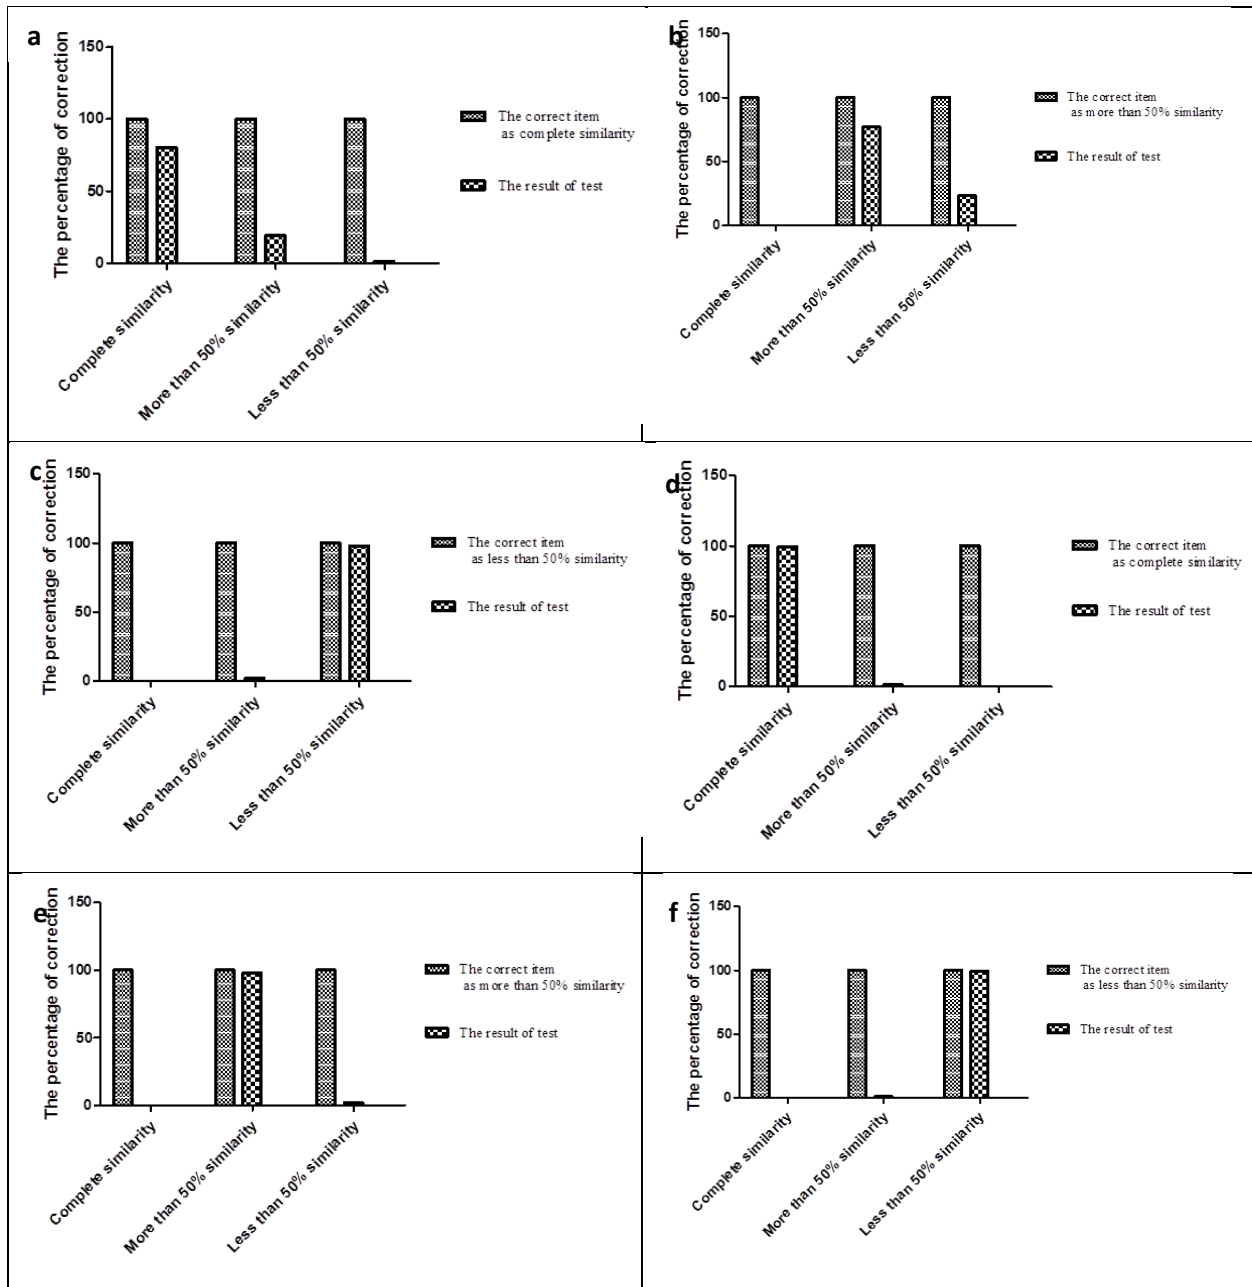 a
The percentage of correction
150
100
50
0
Complete similarity
More than 50% similarity
Less than 50% similarity
The correct item
as complete similarity
The result of test
b
The percentage of correction
150
100
50
0
Complete similarity
More than 50% similarity
Less than 50% similarity
The correct item
as more than 50% similarity
The result of test
c
The percentage of correction
150
100
50
0
Complete similarity
More than 50% similarity
Less than 50% similarity
The correct item
as less than 50% similarity
The result of test
d
The percentage of correction
150
100
50
0
Complete similarity
More than 50% similarity
Less than 50% similarity
The correct item
as complete similarity
The result of test
e
The percentage of correction
150
100
50
0
Complete similarity
More than 50% similarity
Less than 50% similarity
The correct item
as more than 50% similarity
The result of test
f
The percentage of correction
150
100
50
0
Complete similarity
More than 50% similarity
Less than 50% similarity
The correct item
as less than 50% similarity
The result of test